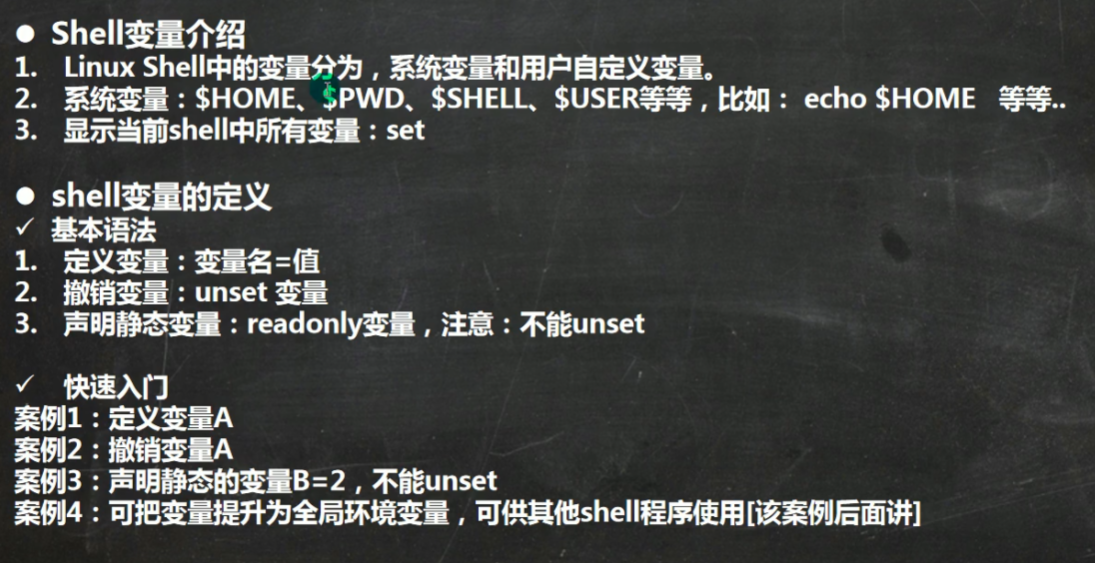 ● Shell变量介绍
1. Linux Shell中的变量分为，系统变量和用户自定义变量。
2. 系统变量：$HOME、$PWD、$SHELL、$USER等等，比如： echo $HOME 等等..
3. 显示当前shell中所有变量：set
● shell变量的定义
✓ 基本语法
1. 定义变量：变量名=值
2. 撤销变量：unset 变量
3. 声明静态变量：readonly变量，注意：不能unset
✓ 快速入门
案例1：定义变量A
案例2：撤销变量A
案例3：声明静态的变量B=2，不能unset
案例4：可把变量提升为全局环境变量，可供其他shell程序使用[该案例后面讲]